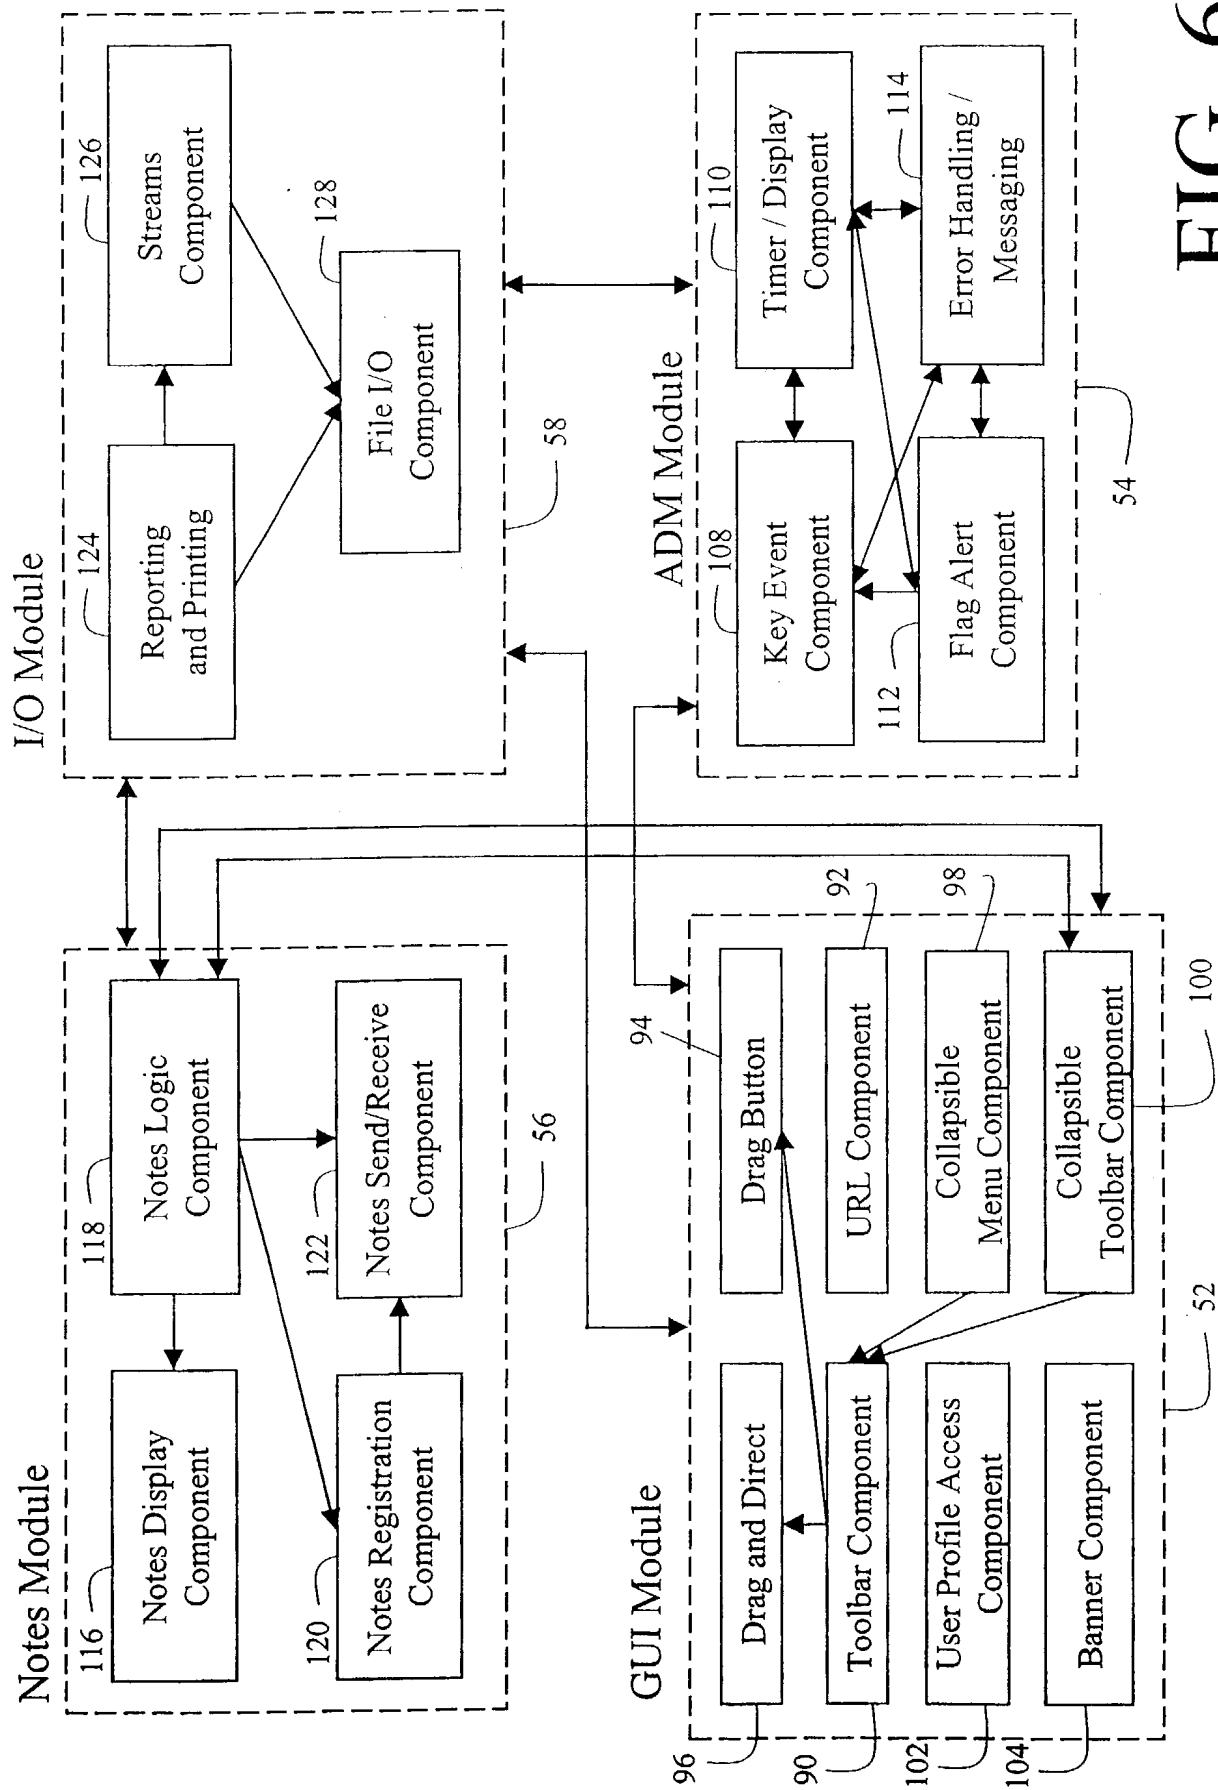 Notes Module
116
Notes Display
Component
118
Notes Logic
Component
120
Notes Registration
Component
122
Notes Send/Receive
Component
56
I/O Module
124
Reporting
and Printing
126
Streams
Component
128
File I/O
Component
58
GUI Module
96
Drag and Direct
94
Drag Button
90
Toolbar Component
92
URL Component
102
User Profile Access
Component
98
Collapsible
Menu Component
104
Banner Component
100
Collapsible
Toolbar Component
52
ADM Module
108
Key Event
Component
110
Timer / Display
Component
112
Flag Alert
Component
114
Error Handling /
Messaging
54
FIG 6